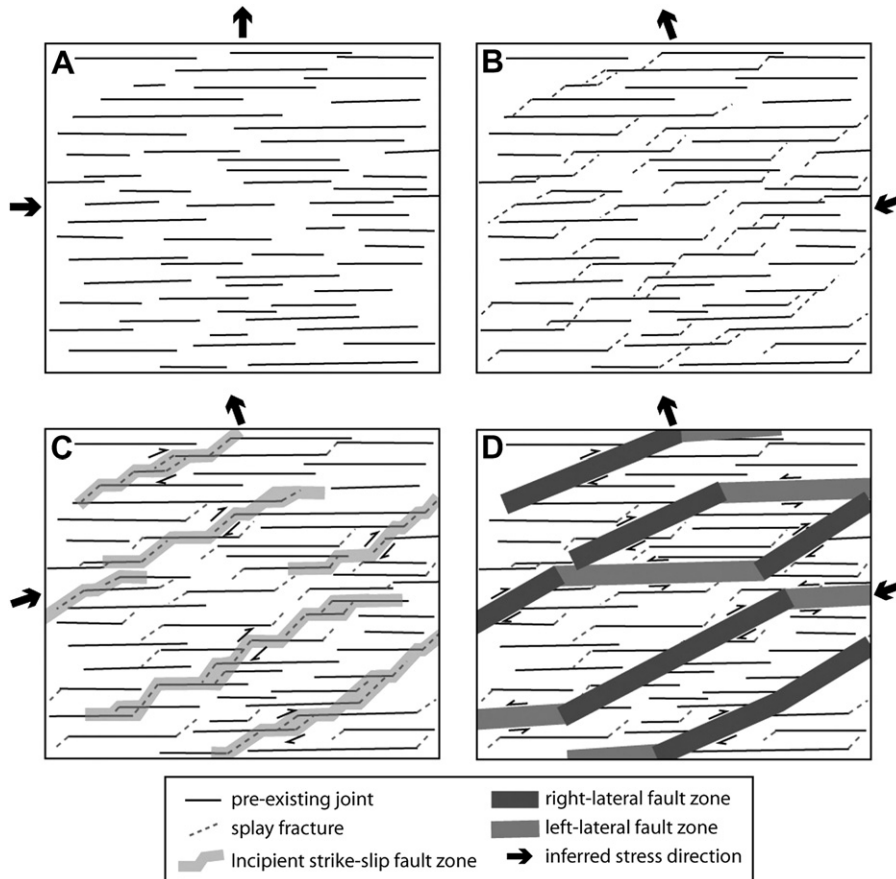 A
B
C
D
pre-existing joint
splay fracture
Incipient strike-slip fault zone
right-lateral fault zone
left-lateral fault zone
inferred stress direction